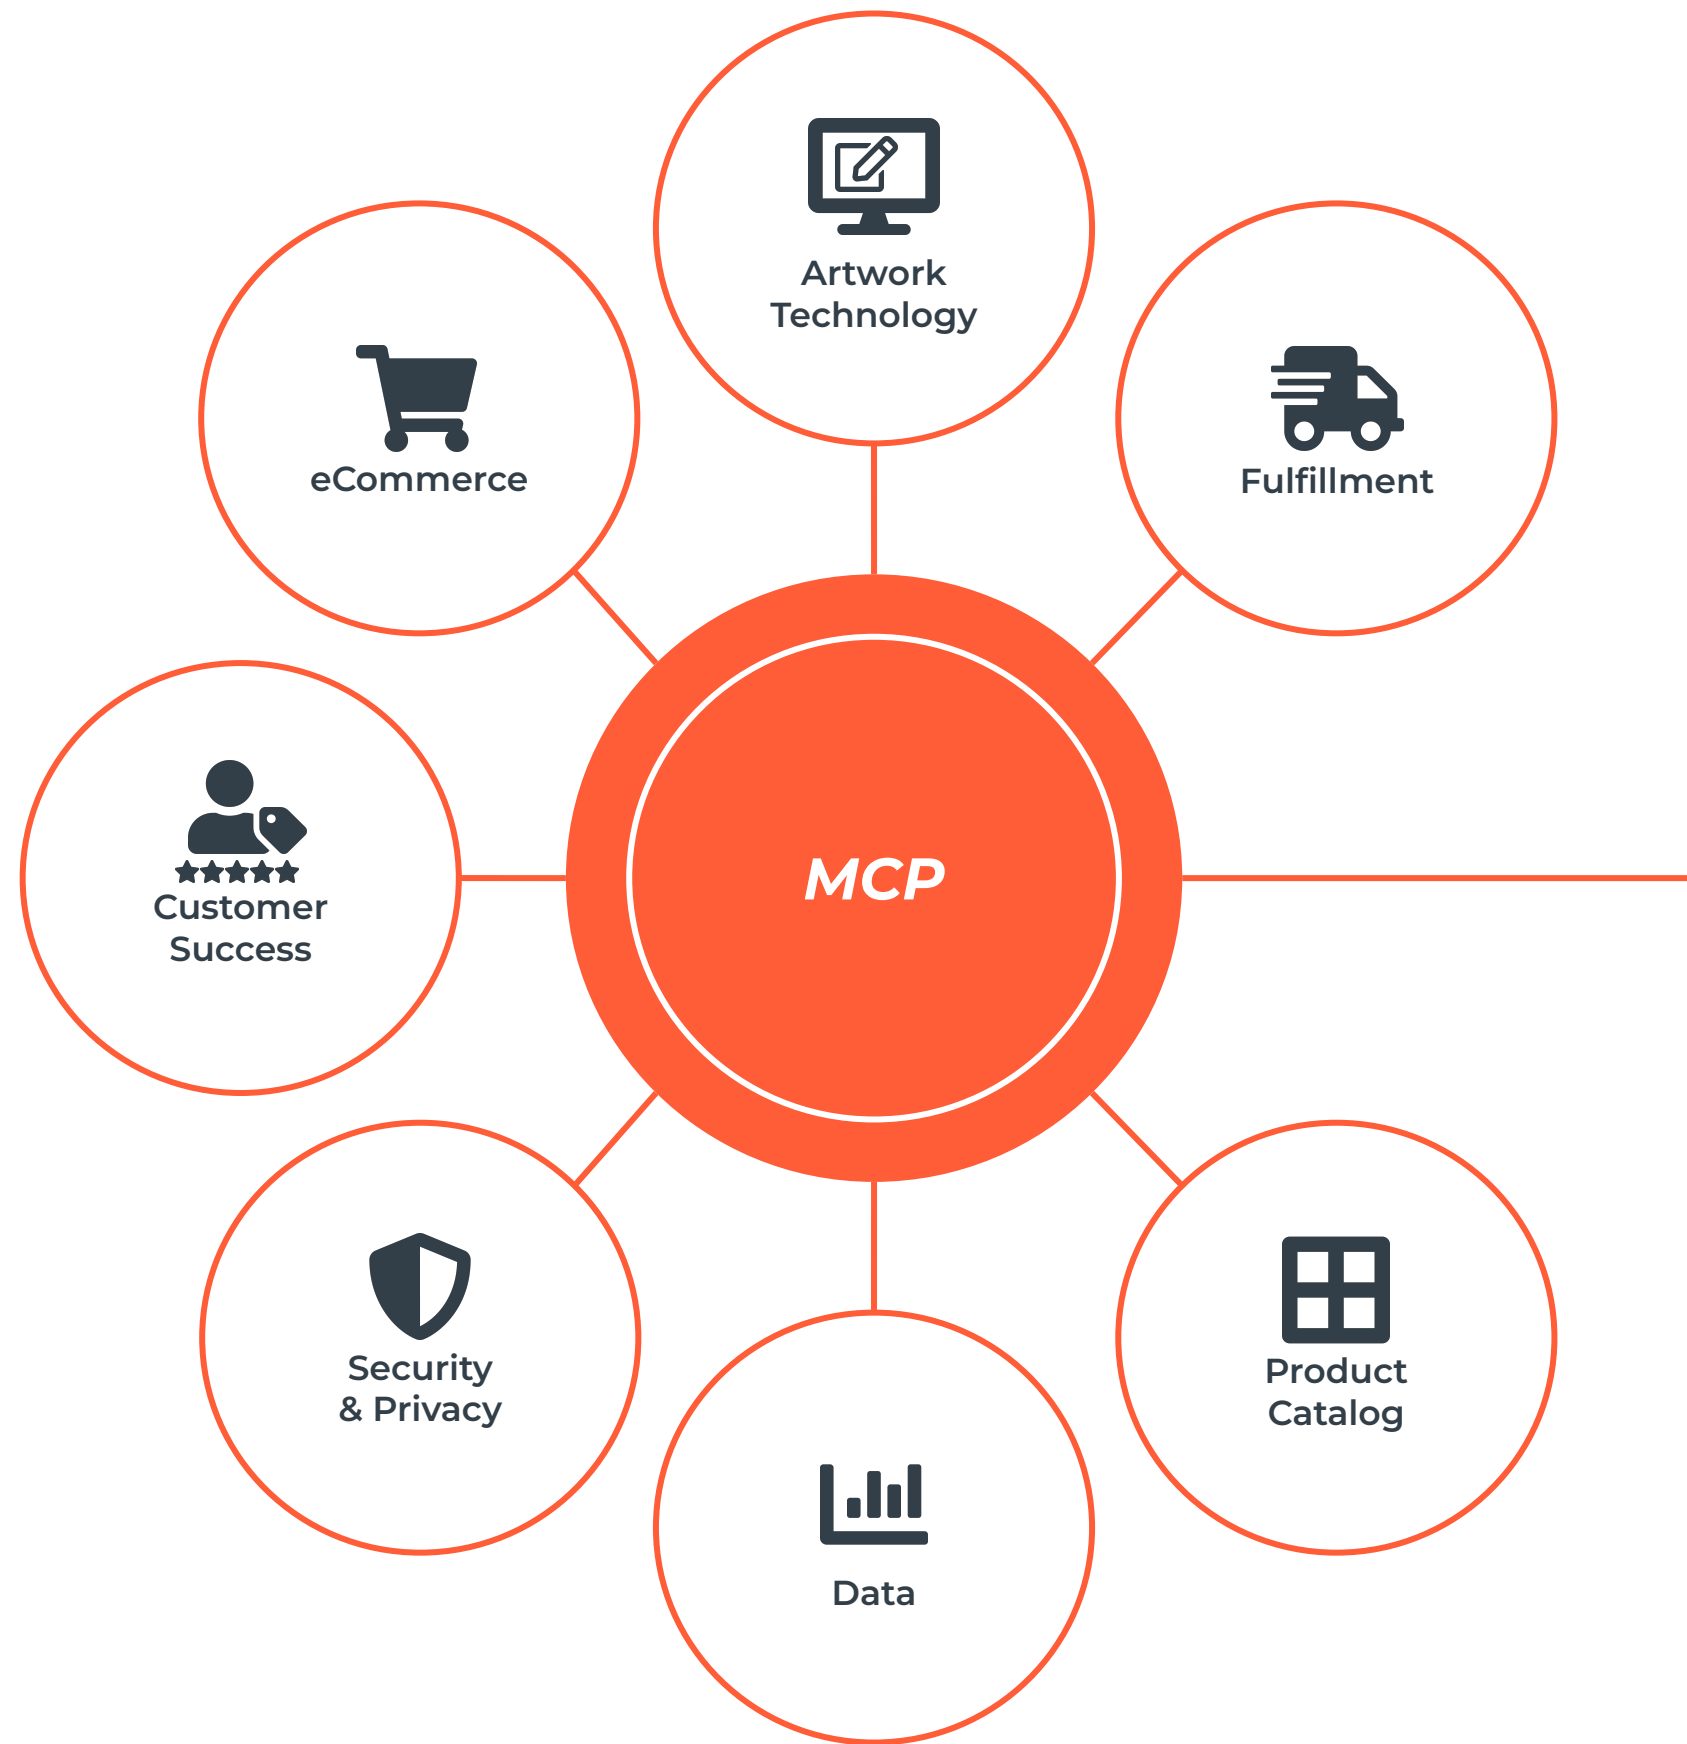 Artwork
Technology
eCommerce
Fulfillment
MCP
Customer
Success
Security
& Privacy
Product
Catalog
Data